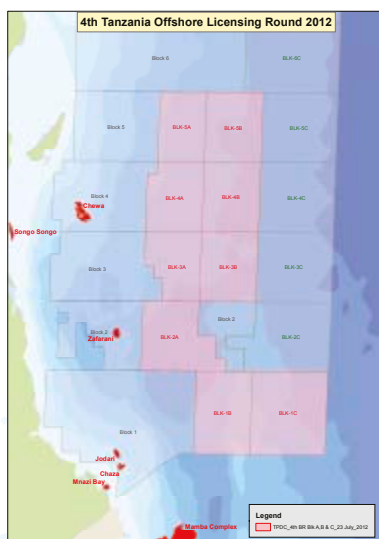 4th Tanzania Offshore Licensing Round 2012
Block 6
BLK-6C
Block 5
BLK-5A
BLK-5B
BLK-5C
Block 4
BLK-4A
BLK-4B
BLK-4C
Chewa
Songo Songo
Block 3
BLK-3A
BLK-3B
BLK-3C
Block 2
Block 2
Zafarani
BLK-2A
BLK-2C
BLK-1B
BLK-1C
Block 1
Jodari
Chaza
Mnazi Bay
Mamba Complex
Legend
TPDC_4th BR Blk A,B & C_23 July_2012